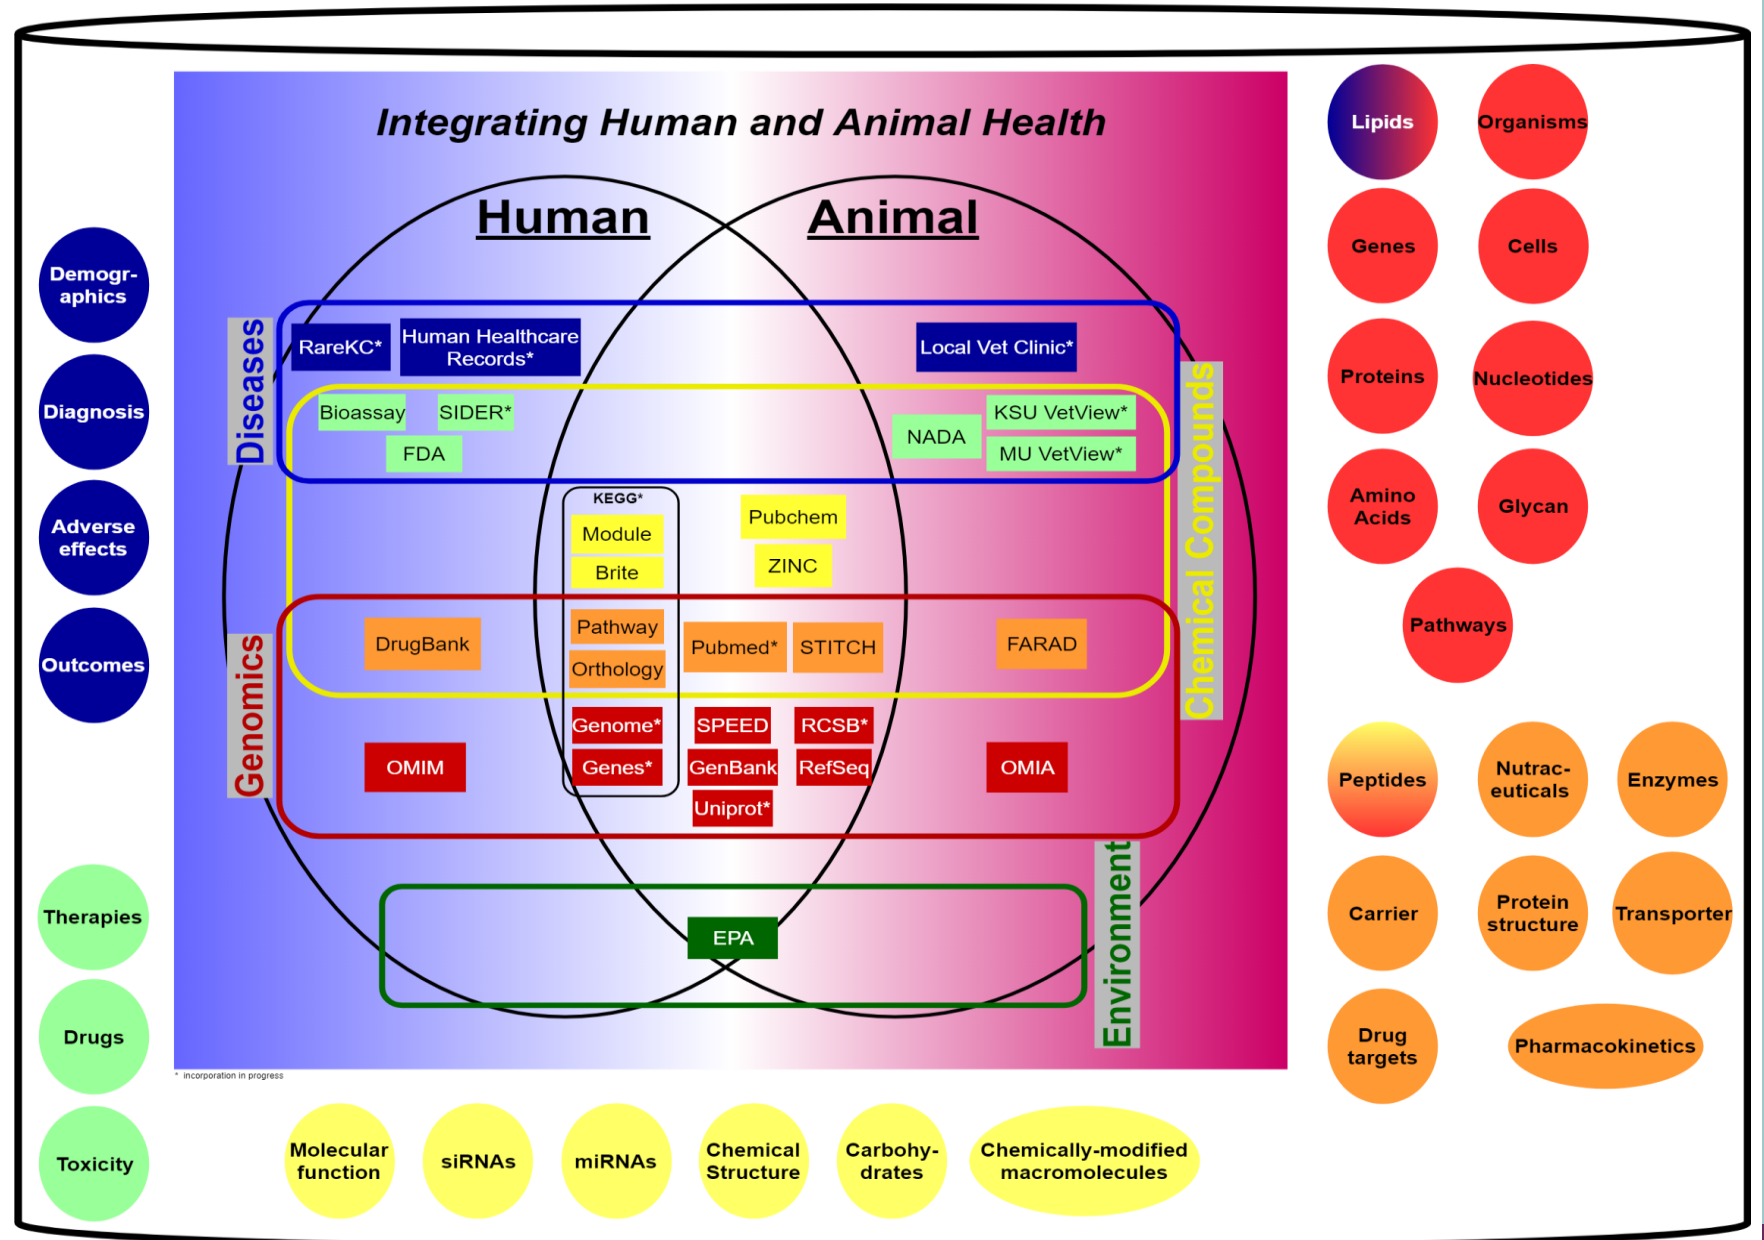 Integrating Human and Animal Health
Human
Animal
Diseases
RareKC*
Human Healthcare
Records*
Local Vet Clinic*
Bioassay
SIDER*
FDA
NADA
KSU VetView*
MU VetView*
Chemical Compounds
KEGG*
Module
Brite
Pubchem
ZINC
Genomics
DrugBank
Pathway
Orthology
Pubmed*
STITCH
FARAD
OMIM
Genome*
Genes*
SPEED
RCSB*
GenBank
RefSeq
Uniprot*
OMIA
Environment
EPA
* incorporation in progress
Demogr-
aphics
Diagnosis
Adverse
effects
Outcomes
Therapies
Drugs
Toxicity
Molecular
function
siRNAs
miRNAs
Chemical
Structure
Carbohy-
drates
Chemically-modified
macromolecules
Lipids
Organisms
Genes
Cells
Proteins
Nucleotides
Amino
Acids
Glycan
Pathways
Peptides
Nutrac-
euticals
Enzymes
Carrier
Protein
structure
Transporter
Drug
targets
Pharmacokinetics